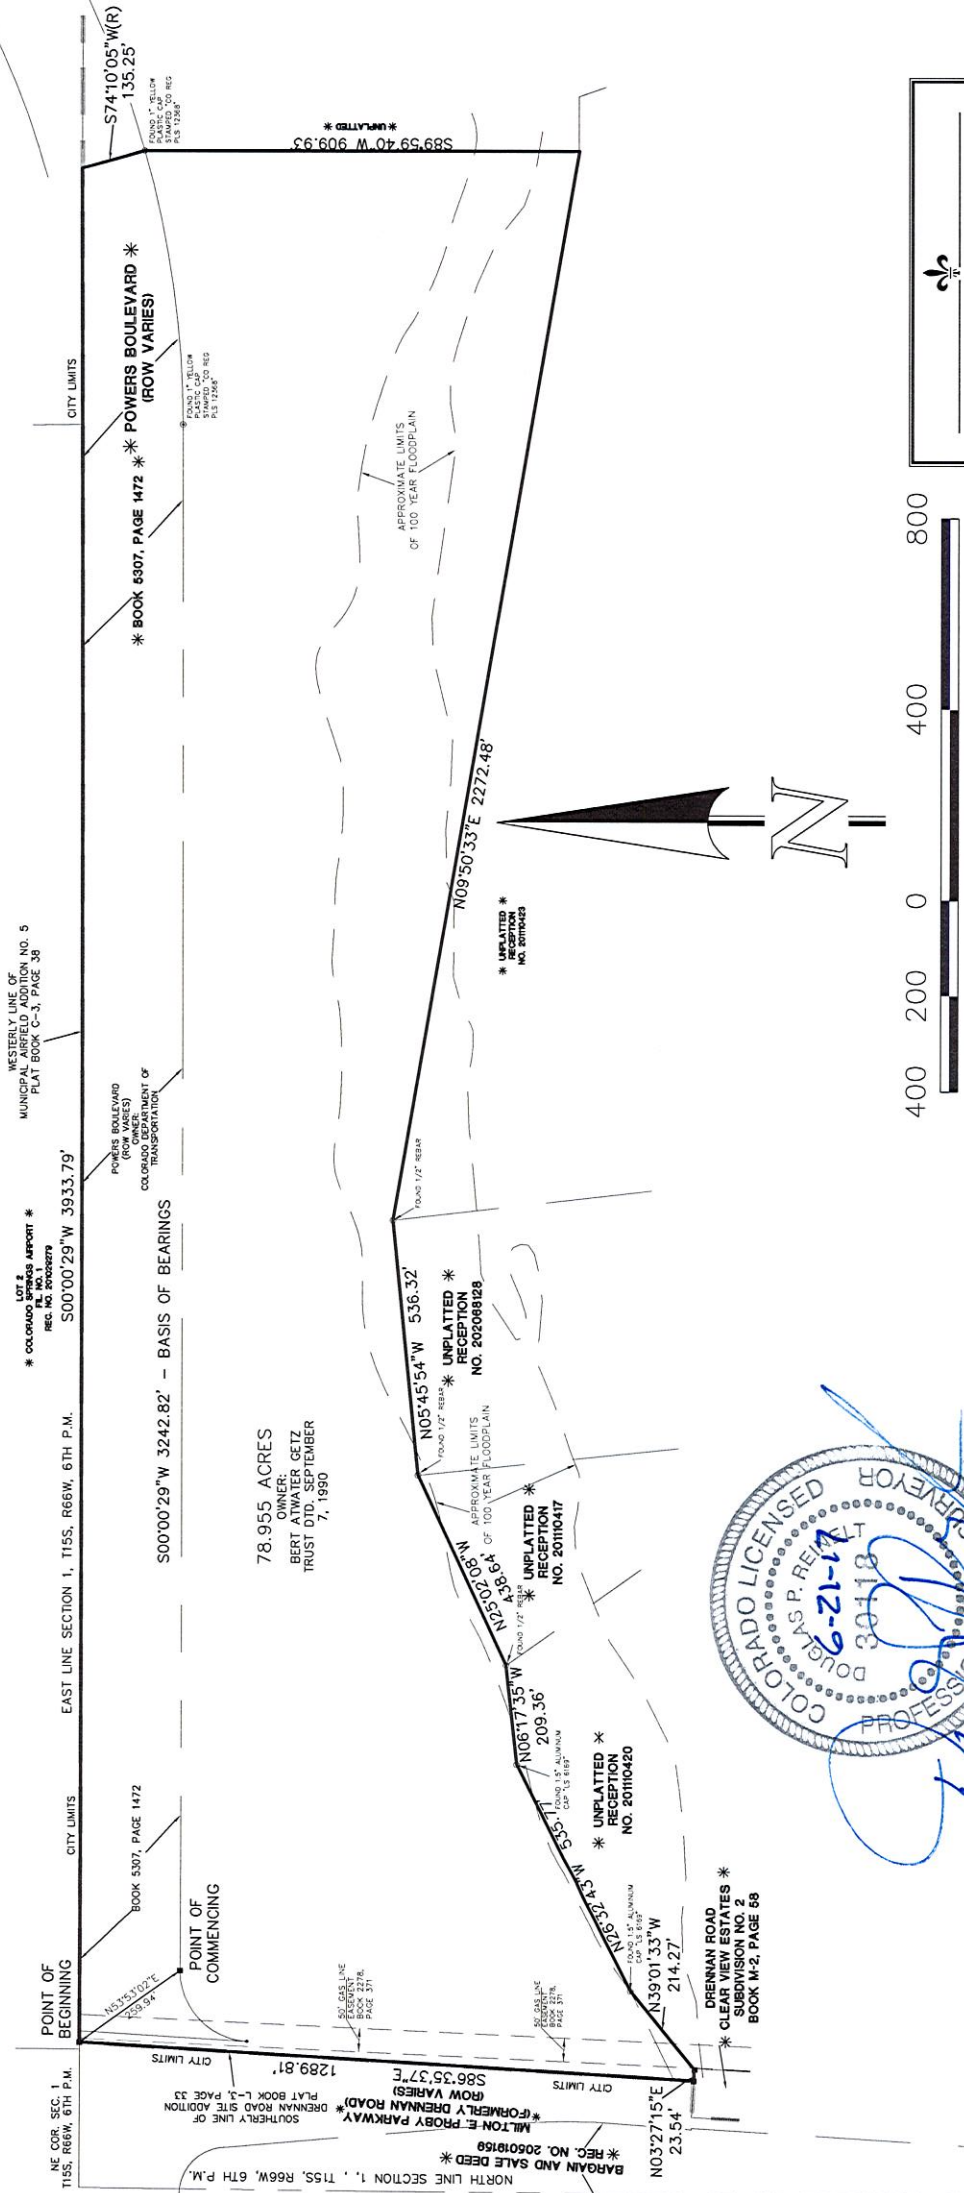 NE COR. SEC. 1
T15S, R66W, 6TH P.M.
POINT OF
BEGINNING
CITY LIMITS
EAST LINE SECTION 1, T15S, R66W, 6TH P.M.
LOT 2
* COLORADO SPRINGS AIRPORT *
FIL. NO. 1
REC. NO.
S00°00'29"W 3933.79'
WESTERLY LINE OF
MUNICIPAL AIRFIELD ADDITION NO. 5
PLAT BOOK C-3, PAGE 38
CITY LIMITS
S74°10'05"W(R)
135.25'
FOUND 1" YELLOW
PLASTIC CAP
STAMPED "CO REG
PLS 12368"
BOOK 5307, PAGE 1472
N53°53'02"E
259.94'
POINT OF
COMMENCING
S00°00'29"W 3242.82' - BASIS OF BEARINGS
POWERS BOULEVARD
(ROW VARIES)
OWNER:
COLORADO DEPARTMENT OF
TRANSPORTATION
* BOOK 5307, PAGE 1472 *
* POWERS BOULEVARD *
(ROW VARIES)
FOUND 1" YELLOW
PLASTIC CAP
STAMPED "CO REG
PLS 12368"
* UNPLATTED *
S89°59'40"W 909.93'
78.955 ACRES
OWNER:
BERT ATWATER GETZ
TRUST DTD. SEPTEMBER
7, 1990
APPROXIMATE LIMITS
OF 100 YEAR FLOODPLAIN
NORTH LINE SECTION 1, T15S, R66W, 6TH P.M.
BARGAIN AND SALE DEED *
* REC. NO. 205019159
MILTON E. PROBY PARKWAY
*(FORMERLY DRENNAN ROAD)*
(ROW VARIES)
SOUTHERLY LINE OF
DRENNAN ROAD SITE ADDITION
PLAT BOOK L-3, PAGE 33
CITY LIMITS
S86°35'37"E
1289.81'
CITY LIMITS
50' GAS LINE
EASEMENT
BOOK 2278,
PAGE 371
50' GAS LINE
EASEMENT
BOOK 2278,
PAGE 371
N03°27'15"E
23.54'
N39°01'33"W
214.27'
FOUND 1.5" ALUMINUM
CAP "LS 6169"
N26°32'43"W 535.77'
FOUND 1.5" ALUMINUM
CAP "LS 6169"
N06°17'35"W
209.36'
FOUND 1/2" REBAR
N25°02'08"W
438.64'
FOUND 1/2" REBAR
N05°45'54"W 536.32'
FOUND 1/2" REBAR
N09°50'33"E 2272.48'
APPROXIMATE LIMITS
OF 100 YEAR FLOODPLAIN
* UNPLATTED *
RECEPTION
NO. 202068128
* UNPLATTED *
RECEPTION
NO. 201110417
* UNPLATTED *
RECEPTION
NO. 201110420
* UNPLATTED *
RECEPTION
NO. 201110423
DRENNAN ROAD
* CLEAR VIEW ESTATES *
SUBDIVISION NO. 2
BOOK M-2, PAGE 58
COLORADO LICENSED
DOUGLAS P. REINELT
6-21-17
30118
SURVEYOR
N
400 200 0 400 800